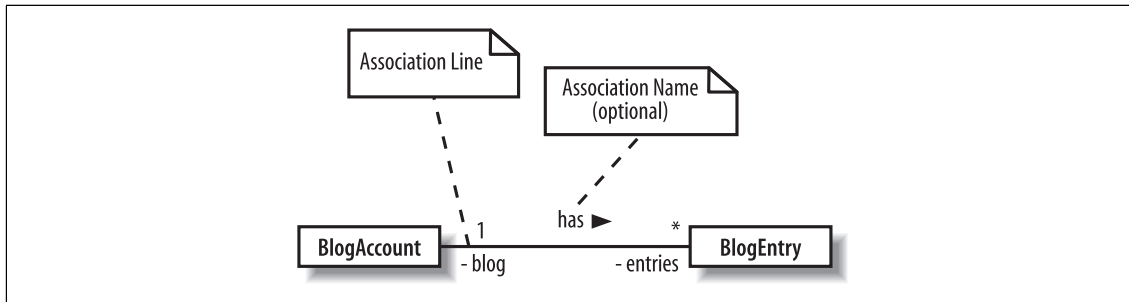 Association Line
Association Name
(optional)
has ►
1
*
BlogAccount
BlogEntry
- blog
- entries